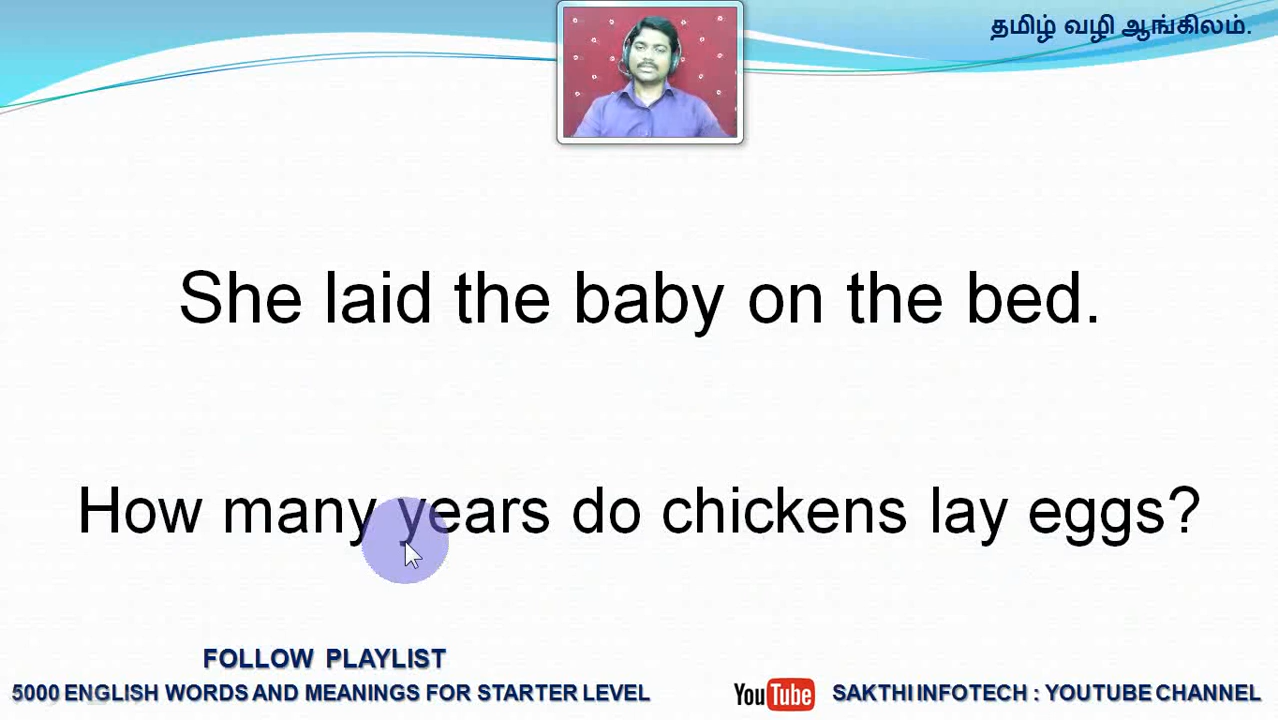 தமிழ் வழி ஆங்கிலம்.
She laid the baby on the bed.
How many years do chickens lay eggs?
FOLLOW PLAYLIST
5000 ENGLISH WORDS AND MEANINGS FOR STARTER LEVEL
YouTube SAKTHI INFOTECH : YOUTUBE CHANNEL